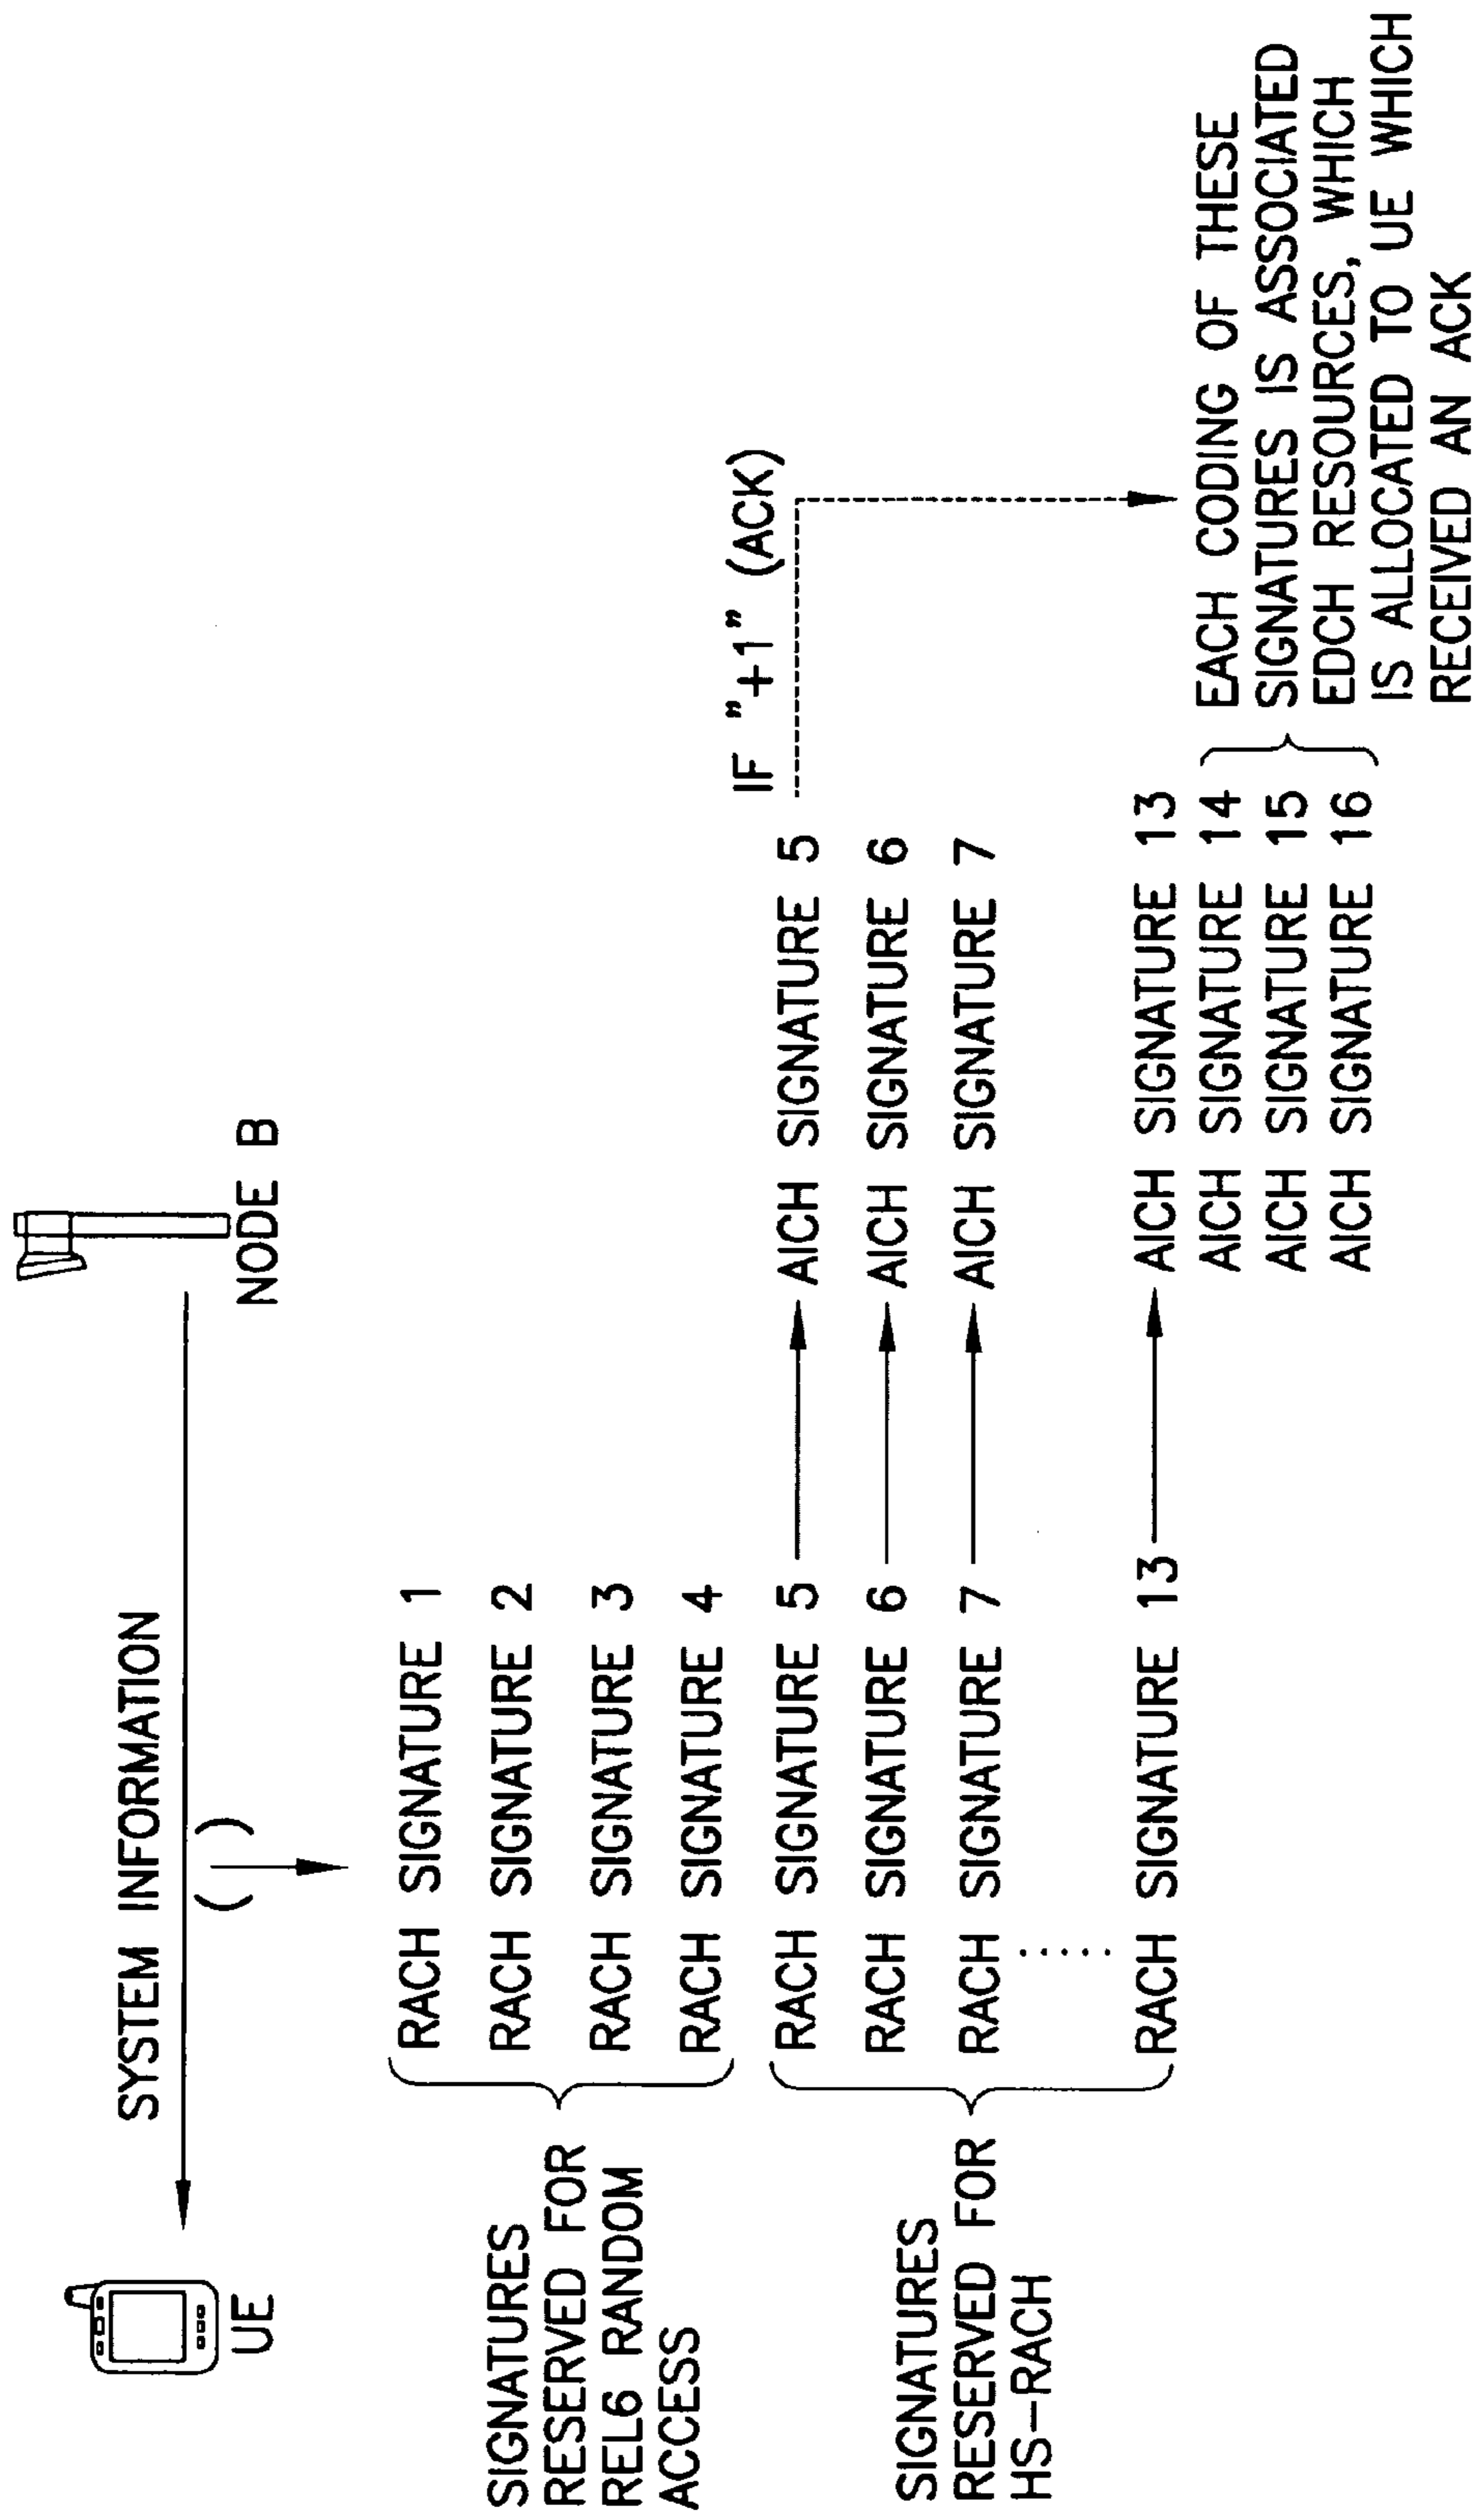 SYSTEM INFORMATION
UE
NODE B
( )
SIGNATURES
RESERVED FOR
REL6 RANDOM
ACCESS
RACH SIGNATURE 1
RACH SIGNATURE 2
RACH SIGNATURE 3
RACH SIGNATURE 4
SIGNATURES
RESERVED FOR
HS-RACH
RACH SIGNATURE 5
RACH SIGNATURE 6
RACH SIGNATURE 7
.....
RACH SIGNATURE 13
IF "+1" (ACK)
AICH SIGNATURE 5
AICH SIGNATURE 6
AICH SIGNATURE 7
AICH SIGNATURE 13
AICH SIGNATURE 14
AICH SIGNATURE 15
AICH SIGNATURE 16
EACH CODING OF THESE
SIGNATURES IS ASSOCIATED
EDCH RESOURCES, WHICH
IS ALLOCATED TO UE WHICH
RECEIVED AN ACK